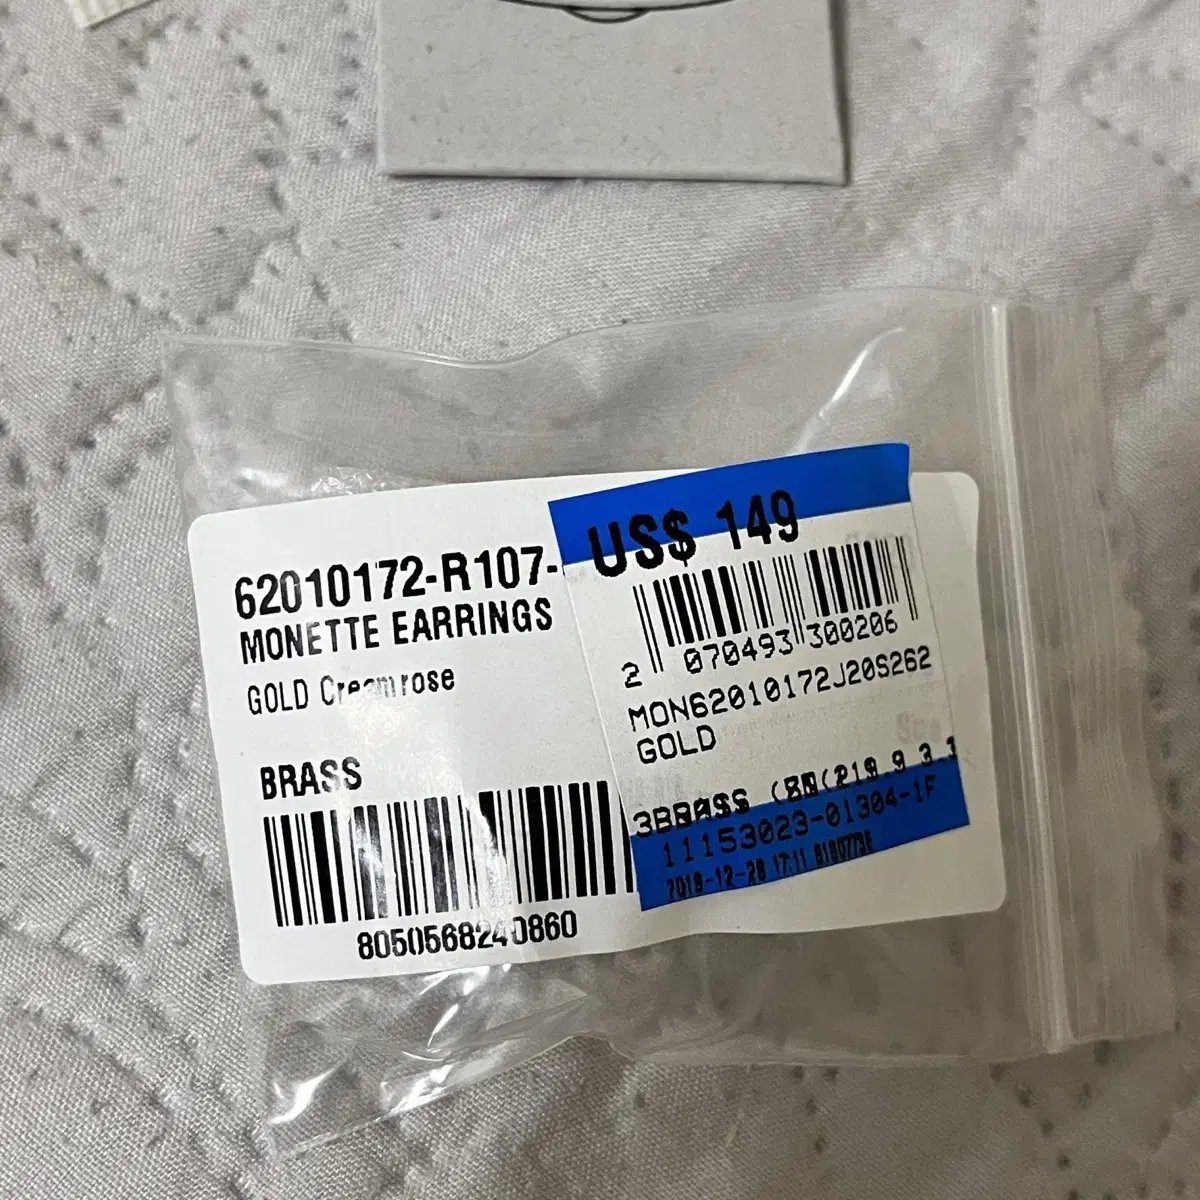 62010172-R107-
MONETTE EARRINGS
GOLD Creamrose
BRASS
8050568240860
US$ 149
2 070493 300206
MON62010172J20S262
GOLD
11153023-01304-1F